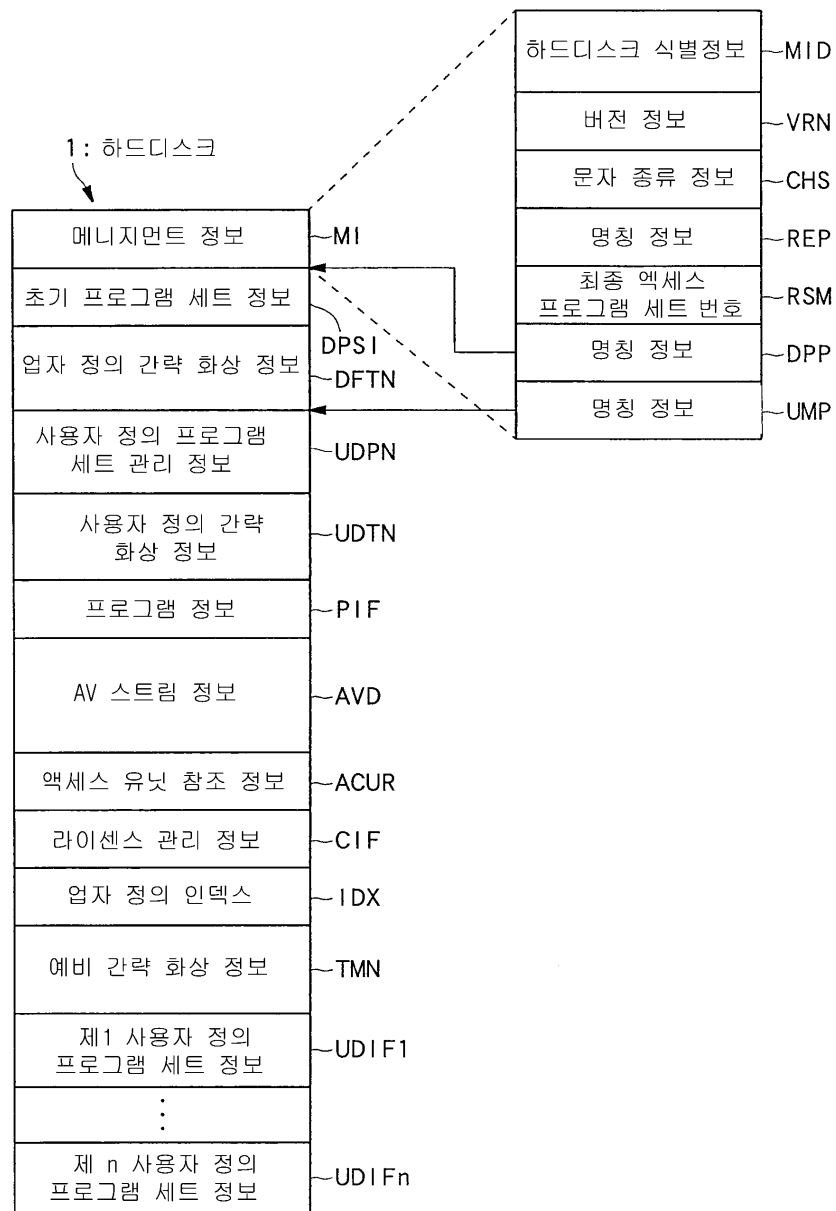 하드디스크 식별정보 MID
버전 정보 VRN
문자 종류 정보 CHS
명칭 정보 REP
최종 엑세스
프로그램 세트 번호 RSM
명칭 정보 DPP
명칭 정보 UMP
1: 하드디스크
메니지먼트 정보 MI
초기 프로그램 세트 정보
DPSI
업자 정의 간략 화상 정보 DFTN
사용자 정의 프로그램
세트 관리 정보 UDPN
사용자 정의 간략
화상 정보 UDTN
프로그램 정보 PIF
AV 스트림 정보 AVD
액세스 유닛 참조 정보 ACUR
라이센스 관리 정보 CIF
업자 정의 인덱스 IDX
예비 간략 화상 정보 TMN
제1 사용자 정의
프로그램 세트 정보 UDIF1
제 n 사용자 정의
프로그램 세트 정보 UDIFn